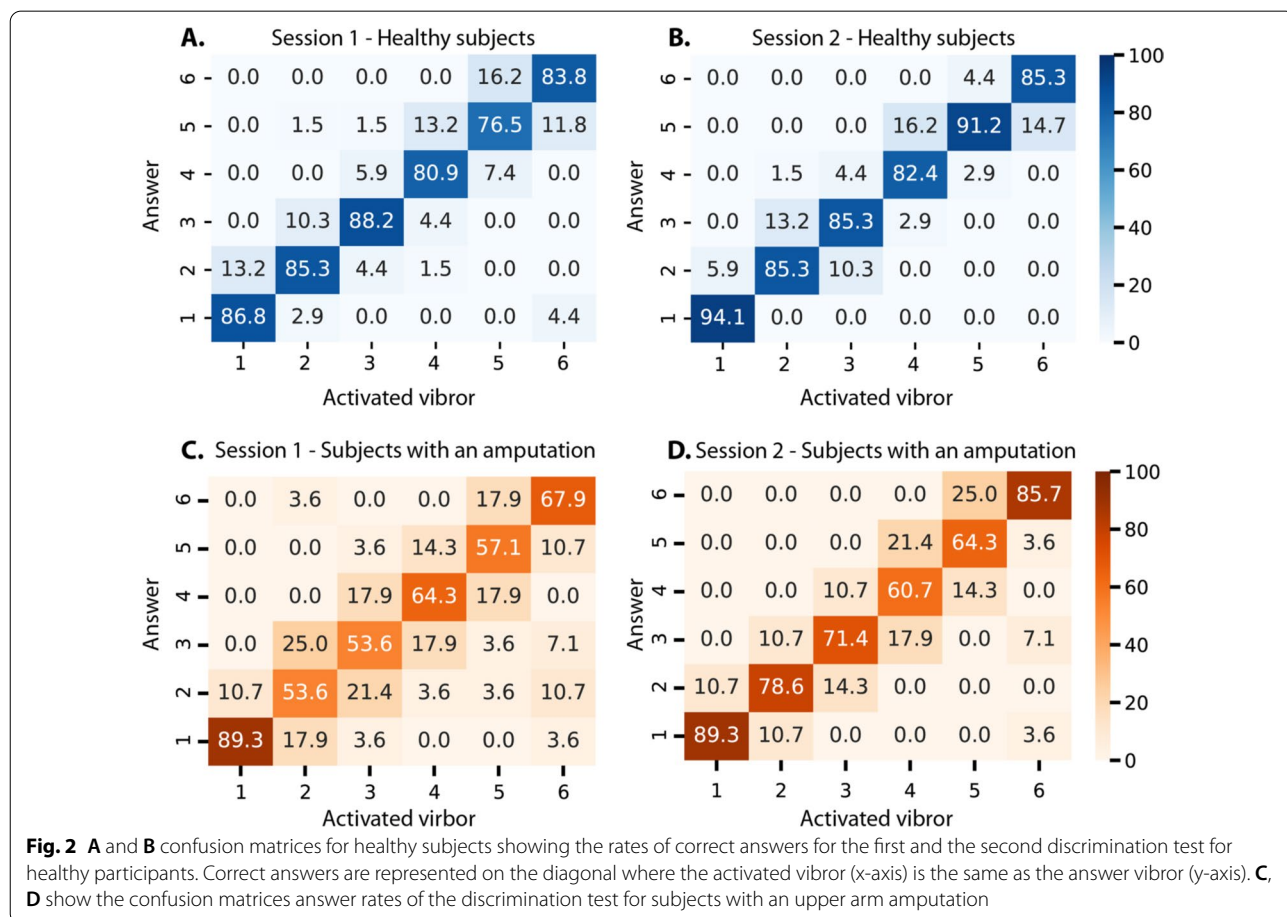 A. Session 1 - Healthy subjects
6 0.0 0.0 0.0 0.0 16.2 83.8
5 0.0 1.5 1.5 13.2 76.5 11.8
4 0.0 0.0 5.9 80.9 7.4 0.0
3 0.0 10.3 88.2 4.4 0.0 0.0
2 13.2 85.3 4.4 1.5 0.0 0.0
1 86.8 2.9 0.0 0.0 0.0 4.4
1 2 3 4 5 6
Answer
Activated vibror
B. Session 2 - Healthy subjects
6 0.0 0.0 0.0 0.0 4.4 85.3
5 0.0 0.0 0.0 16.2 91.2 14.7
4 0.0 1.5 4.4 82.4 2.9 0.0
3 0.0 13.2 85.3 2.9 0.0 0.0
2 5.9 85.3 10.3 0.0 0.0 0.0
1 94.1 0.0 0.0 0.0 0.0 0.0
1 2 3 4 5 6
Answer
Activated vibror
100
80
60
40
20
0
C. Session 1 - Subjects with an amputation
6 0.0 3.6 0.0 0.0 17.9 67.9
5 0.0 0.0 3.6 14.3 57.1 10.7
4 0.0 0.0 17.9 64.3 17.9 0.0
3 0.0 25.0 53.6 17.9 3.6 7.1
2 10.7 53.6 21.4 3.6 3.6 10.7
1 89.3 17.9 3.6 0.0 0.0 3.6
1 2 3 4 5 6
Answer
Activated virbor
D. Session 2 - Subjects with an amputation
6 0.0 0.0 0.0 0.0 25.0 85.7
5 0.0 0.0 0.0 21.4 64.3 3.6
4 0.0 0.0 10.7 60.7 14.3 0.0
3 0.0 10.7 71.4 17.9 0.0 7.1
2 10.7 78.6 14.3 0.0 0.0 0.0
1 89.3 10.7 0.0 0.0 0.0 3.6
1 2 3 4 5 6
Answer
Activated vibror
100
80
60
40
20
0
Fig. 2 A and B confusion matrices for healthy subjects showing the rates of correct answers for the first and the second discrimination test for
healthy participants. Correct answers are represented on the diagonal where the activated vibror (x-axis) is the same as the answer vibror (y-axis). C,
D show the confusion matrices answer rates of the discrimination test for subjects with an upper arm amputation